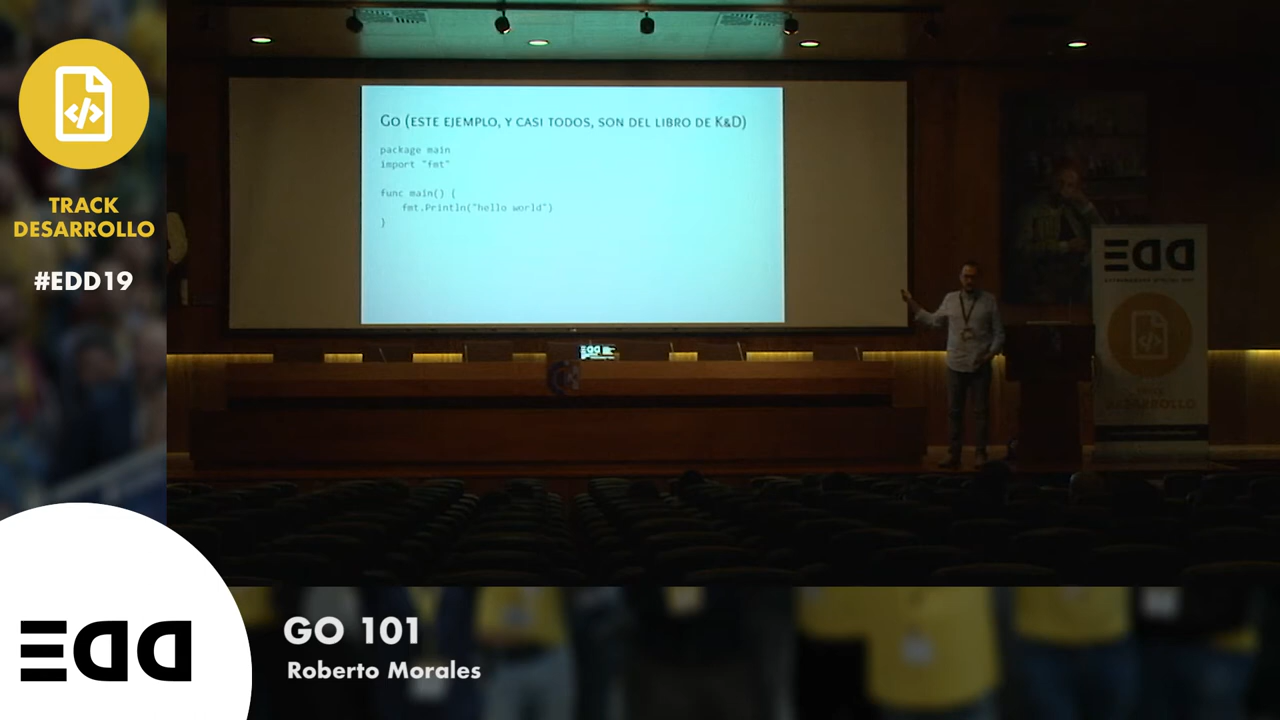 TRACK
DESARROLLO
#EDD19
GO (ESTE EJEMPLO, Y CASI TODOS, SON DEL LIBRO DE K&D)
package main
import "fmt"
func main() {
fmt.Println("hello world")
}
EDD
DESARROLLO
EDD
GO 101
Roberto Morales